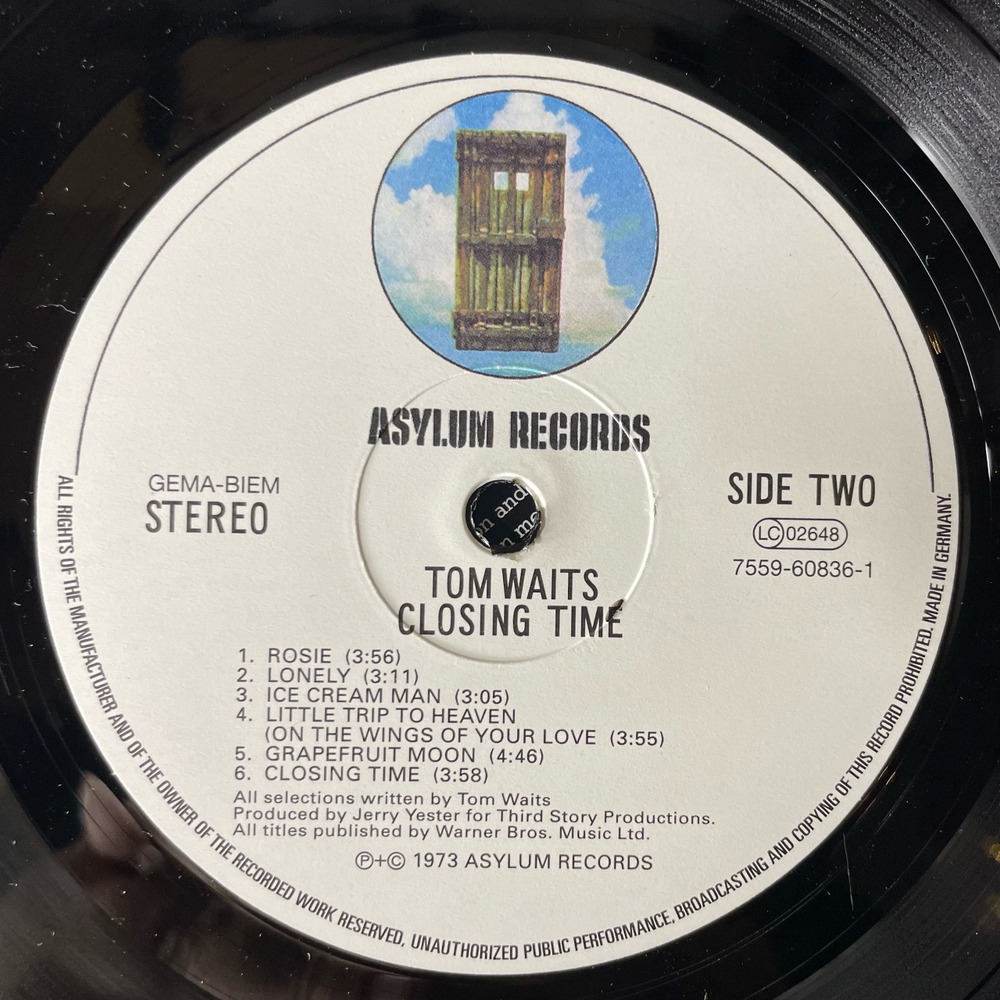 ASYLUM RECORDS
GEMA-BIEM
STEREO
SIDE TWO
LC 02648
7559-60836-1
on and
n me
TOM WAITS
CLOSING TIME
1. ROSIE (3:56)
2. LONELY (3:11)
3. ICE CREAM MAN (3:05)
4. LITTLE TRIP TO HEAVEN
(ON THE WINGS OF YOUR LOVE (3:55)
5. GRAPEFRUIT MOON (4:46)
6. CLOSING TIME (3:58)
All selections written by Tom Waits
Produced by Jerry Yester for Third Story Productions.
All titles published by Warner Bros. Music Ltd.
℗+© 1973 ASYLUM RECORDS
ALL RIGHTS OF THE MANUFACTURER AND OF THE OWNER OF THE RECORDED WORK RESERVED. UNAUTHORIZED PUBLIC PERFORMANCE. BROADCASTING AND COPYING OF THIS RECORD PROHIBITED. MADE IN GERMANY.